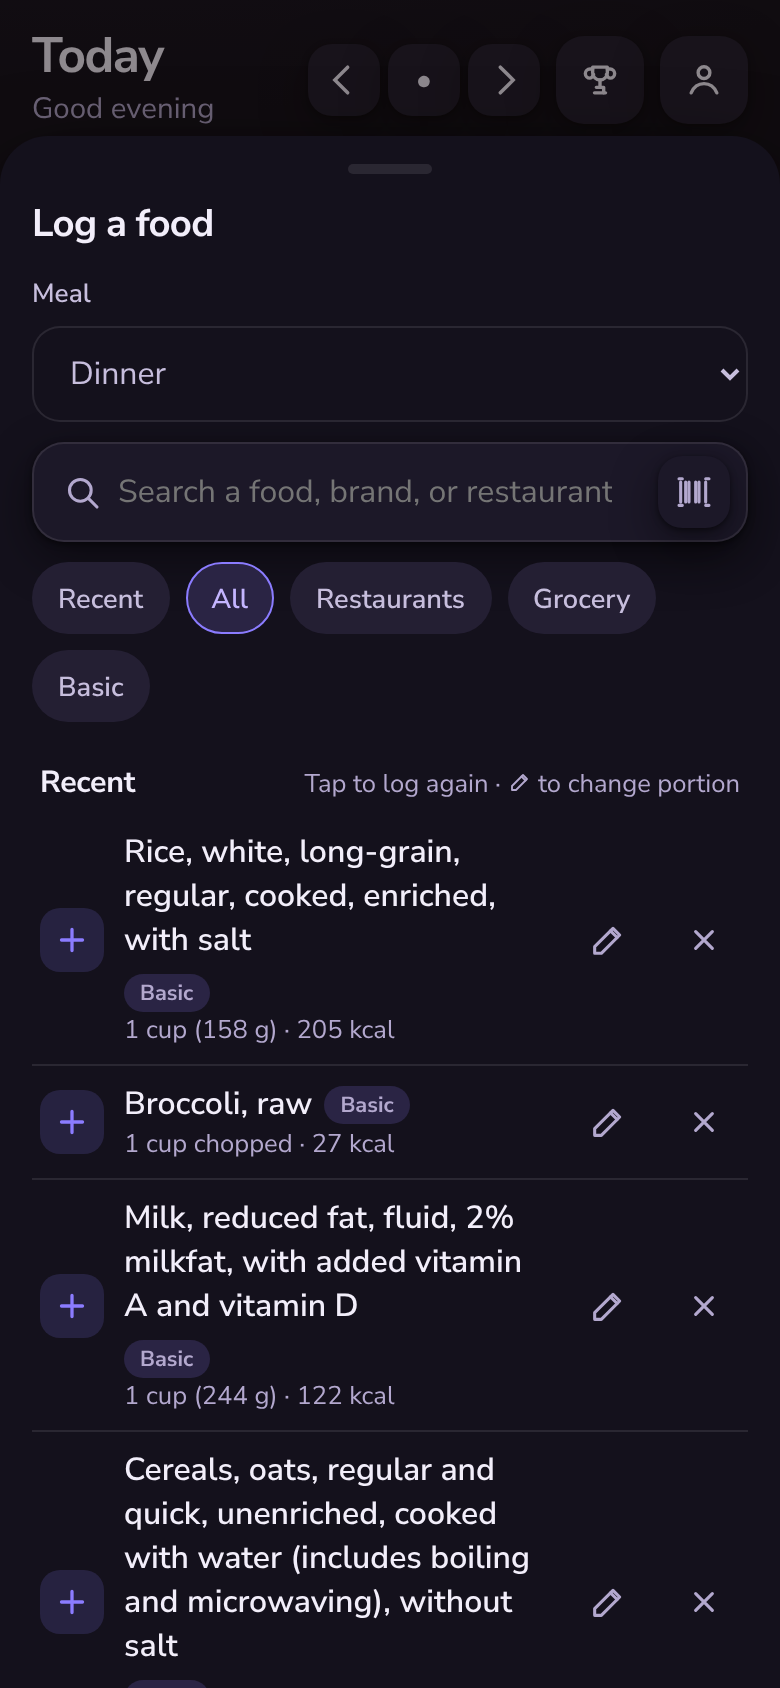 Today
Good evening
Log a food
Meal
Dinner
Search a food, brand, or restaurant
Recent
All
Restaurants
Grocery
Basic
Recent
Tap to log again · to change portion
Rice, white, long-grain,
regular, cooked, enriched,
with salt
Basic
1 cup (158 g) · 205 kcal
Broccoli, raw Basic
1 cup chopped · 27 kcal
Milk, reduced fat, fluid, 2%
milkfat, with added vitamin
A and vitamin D
Basic
1 cup (244 g) · 122 kcal
Cereals, oats, regular and
quick, unenriched, cooked
with water (includes boiling
and microwaving), without
salt